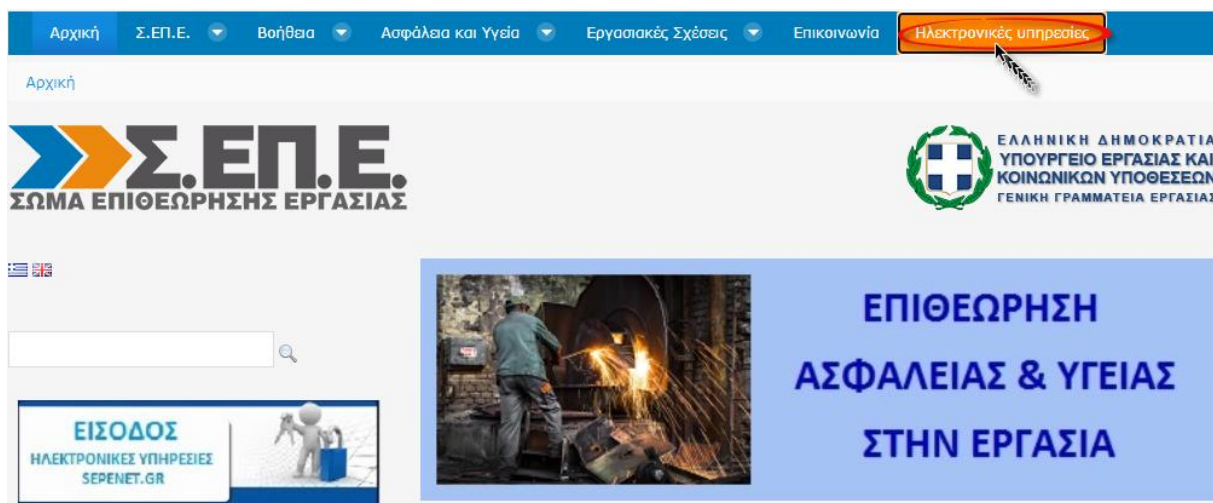 Αρχική Σ.ΕΠ.Ε. Βοήθεια Ασφάλεια και Υγεία Εργασιακές Σχέσεις Επικοινωνία Ηλεκτρονικές υπηρεσίες
Αρχική
Σ.ΕΠ.Ε.
ΣΩΜΑ ΕΠΙΘΕΩΡΗΣΗΣ ΕΡΓΑΣΙΑΣ
ΕΛΛΗΝΙΚΗ ΔΗΜΟΚΡΑΤΙΑ
ΥΠΟΥΡΓΕΙΟ ΕΡΓΑΣΙΑΣ ΚΑΙ
ΚΟΙΝΩΝΙΚΩΝ ΥΠΟΘΕΣΕΩΝ
ΓΕΝΙΚΗ ΓΡΑΜΜΑΤΕΙΑ ΕΡΓΑΣΙΑΣ
ΕΠΙΘΕΩΡΗΣΗ
ΑΣΦΑΛΕΙΑΣ & ΥΓΕΙΑΣ
ΣΤΗΝ ΕΡΓΑΣΙΑ
ΕΙΣΟΔΟΣ
ΗΛΕΚΤΡΟΝΙΚΕΣ ΥΠΗΡΕΣΙΕΣ
SEPENET.GR